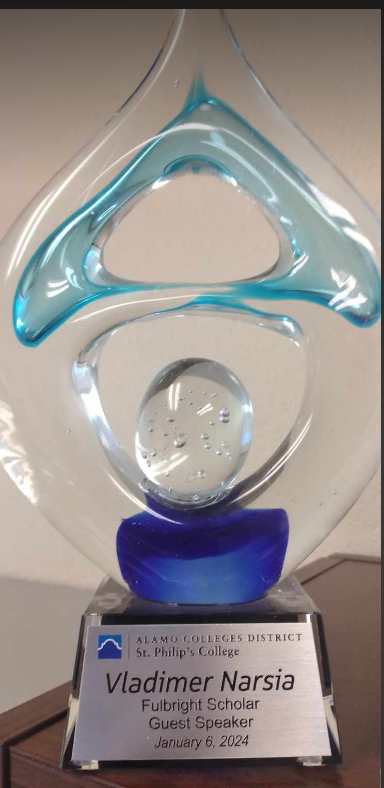 ALAMO COLLEGES DISTRICT
St. Philip's College
Vladimer Narsia
Fulbright Scholar
Guest Speaker
January 6, 2024